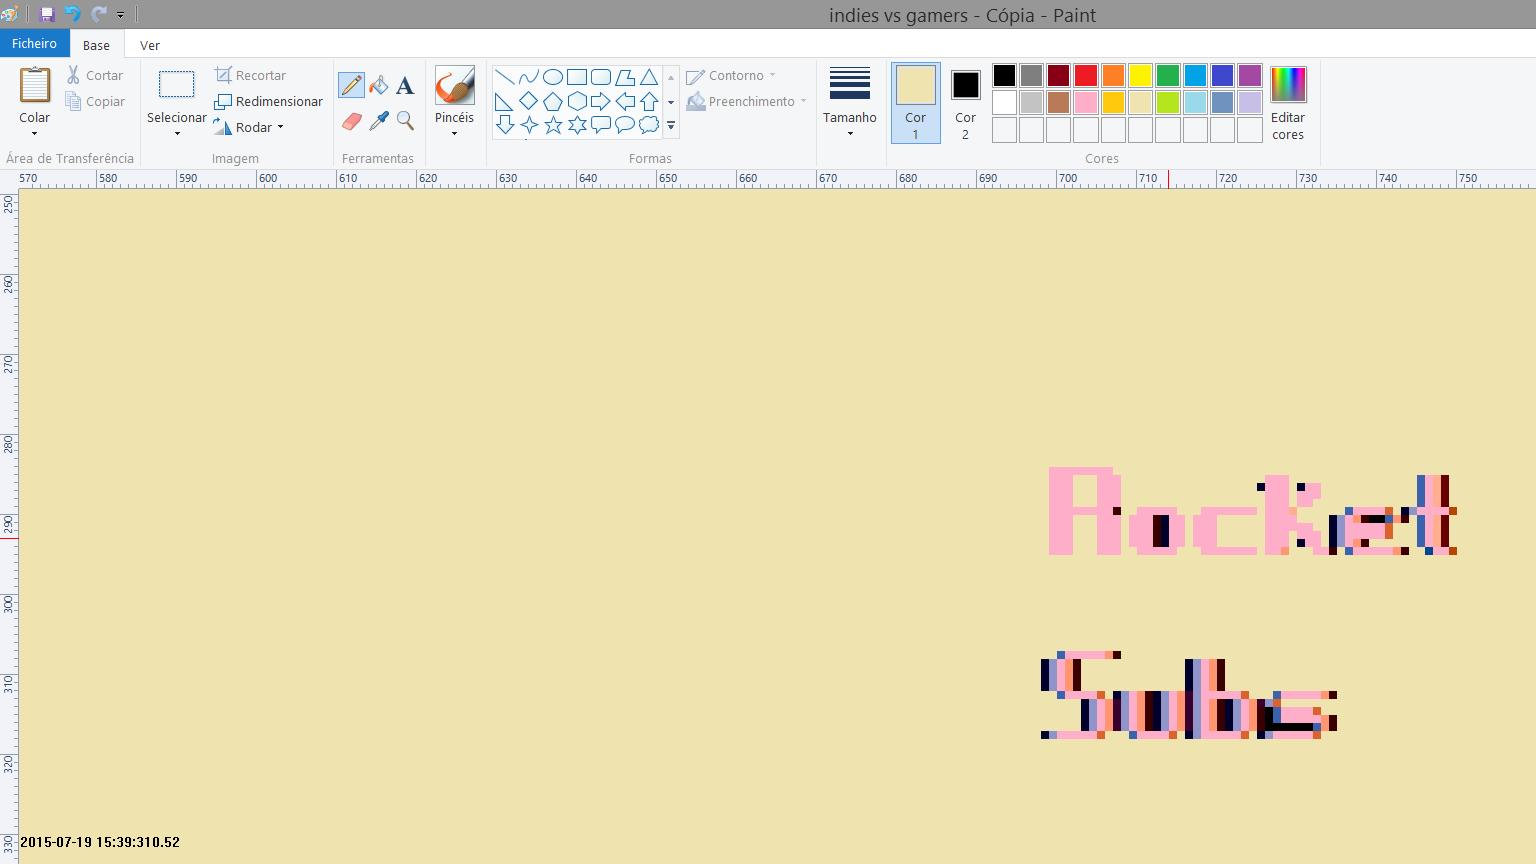 indies vs gamers - Cópia - Paint
Ficheiro Base Ver
Cortar Recortar Contorno
Copiar Redimensionar Preenchimento
Colar Selecionar Rodar A Pincéis Tamanho Cor 1 Cor 2 Editar cores
Área de Transferência Imagem Ferramentas Formas Cores
570 580 590 600 610 620 630 640 650 660 670 680 690 700 710 720 730 740 750
250
260
270
280
290
300
310
320
330
Rocket
Subs
2015-07-19 15:39:310.52